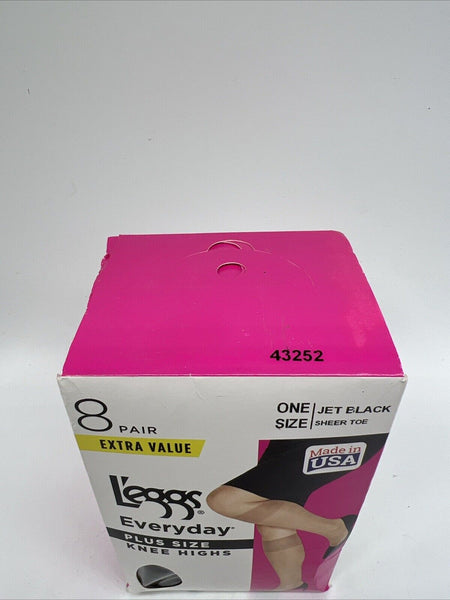 43252
8 PAIR
EXTRA VALUE
ONE SIZE
JET BLACK
SHEER TOE
Made in
USA
L'eggs®
Everyday
PLUS SIZE
KNEE HIGHS